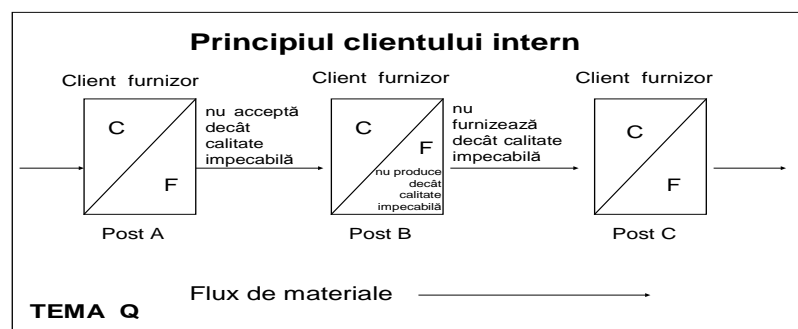 Principiul clientului intern
Client furnizor
Client furnizor
Client furnizor
C
F
nu acceptă
decât
calitate
impecabilă
C
F
nu produce
decât
calitate
impecabilă
nu
furnizează
decât calitate
impecabilă
C
F
Post A
Post B
Post C
Flux de materiale
TEMA Q